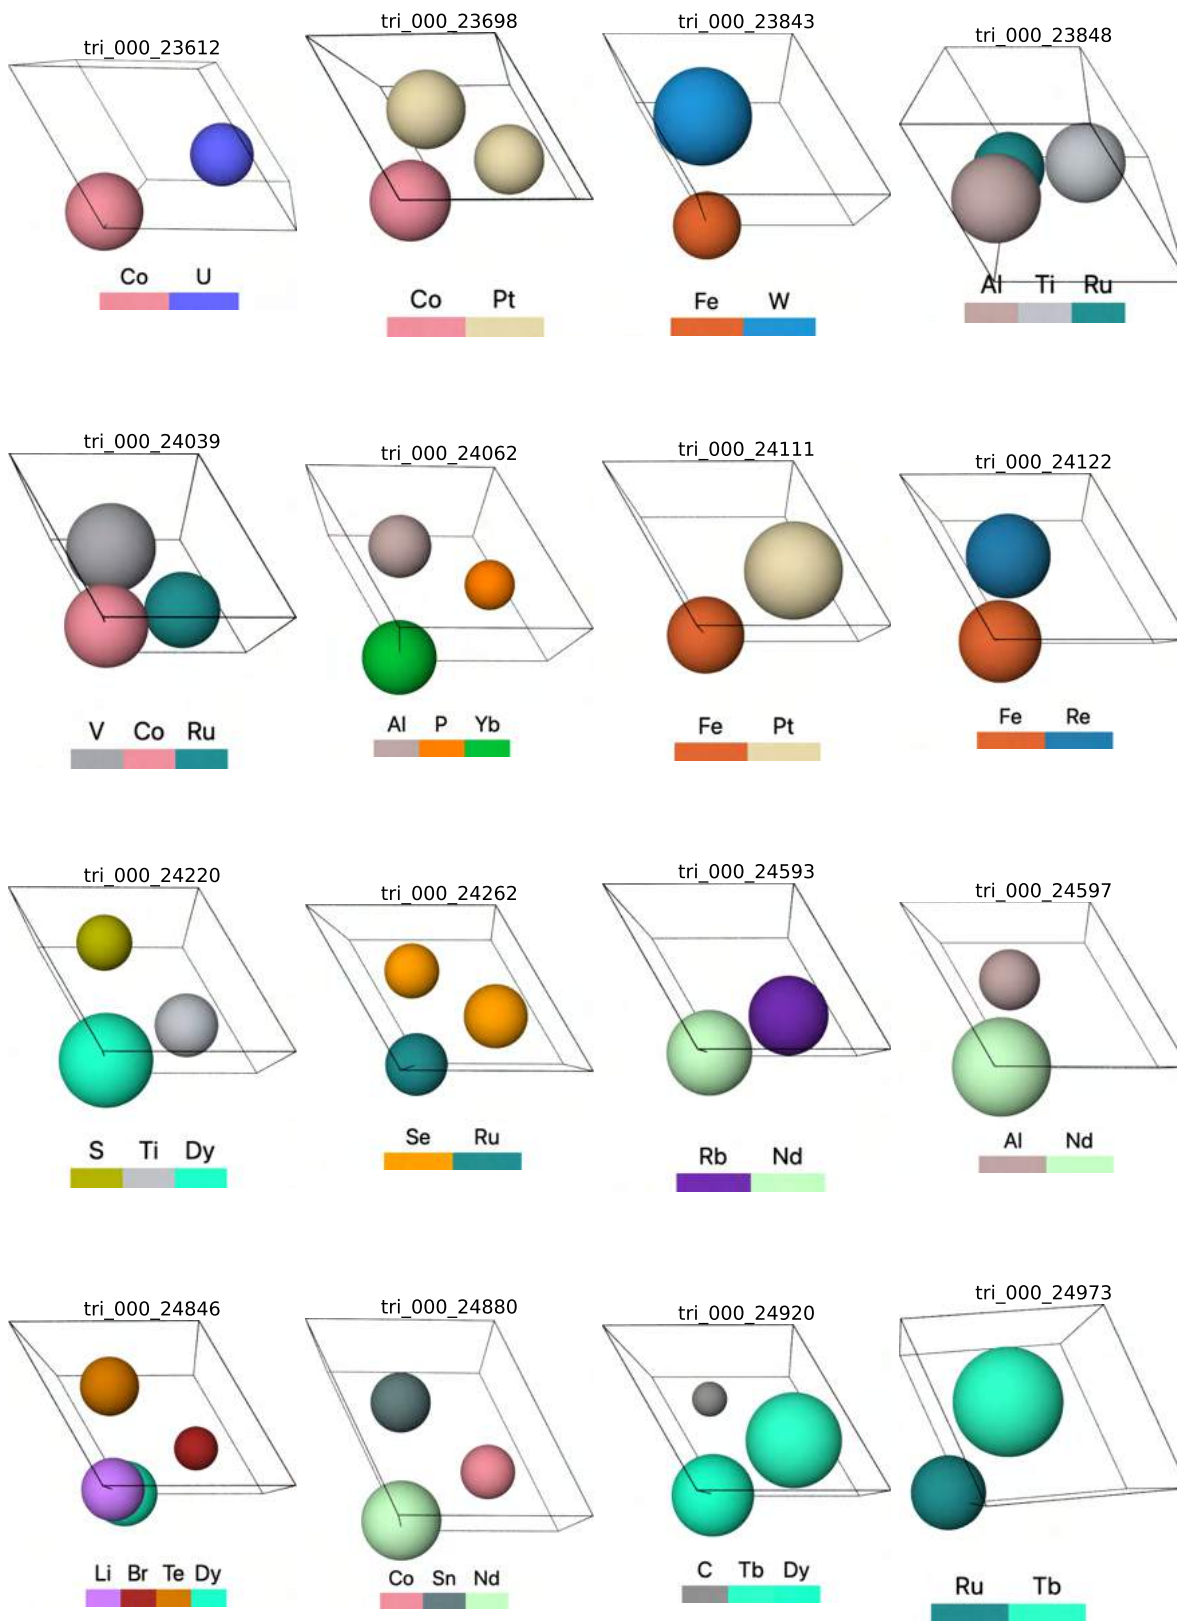 tri_000_23612
tri_000_23698
tri_000_23843
tri_000_23848
Co U
Co Pt
Fe W
Al Ti Ru
tri_000_24039
tri_000_24062
tri_000_24111
tri_000_24122
V Co Ru
Al P Yb
Fe Pt
Fe Re
tri_000_24220
tri_000_24262
tri_000_24593
tri_000_24597
S Ti Dy
Se Ru
Rb Nd
Al Nd
tri_000_24846
tri_000_24880
tri_000_24920
tri_000_24973
Li Br Te Dy
Co Sn Nd
C Tb Dy
Ru Tb